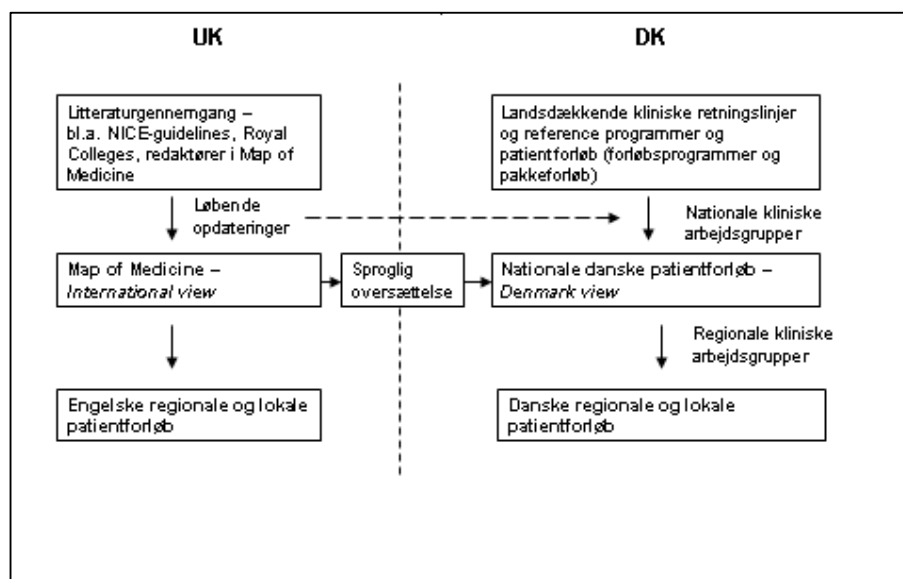 UK
DK
Litteraturgennemgang –
bl.a. NICE-guidelines, Royal
Colleges, redaktører i Map of
Medicine
Landsdækkende kliniske retningslinjer
og reference programmer og
patientforløb (forløbsprogrammer og
pakkeforløb)
Løbende
opdateringer
Nationale kliniske
arbejdsgrupper
Map of Medicine –
International view
Sproglig
oversættelse
Nationale danske patientforløb –
Denmark view
Regionale kliniske
arbejdsgrupper
Engelske regionale og lokale
patientforløb
Danske regionale og lokale
patientforløb